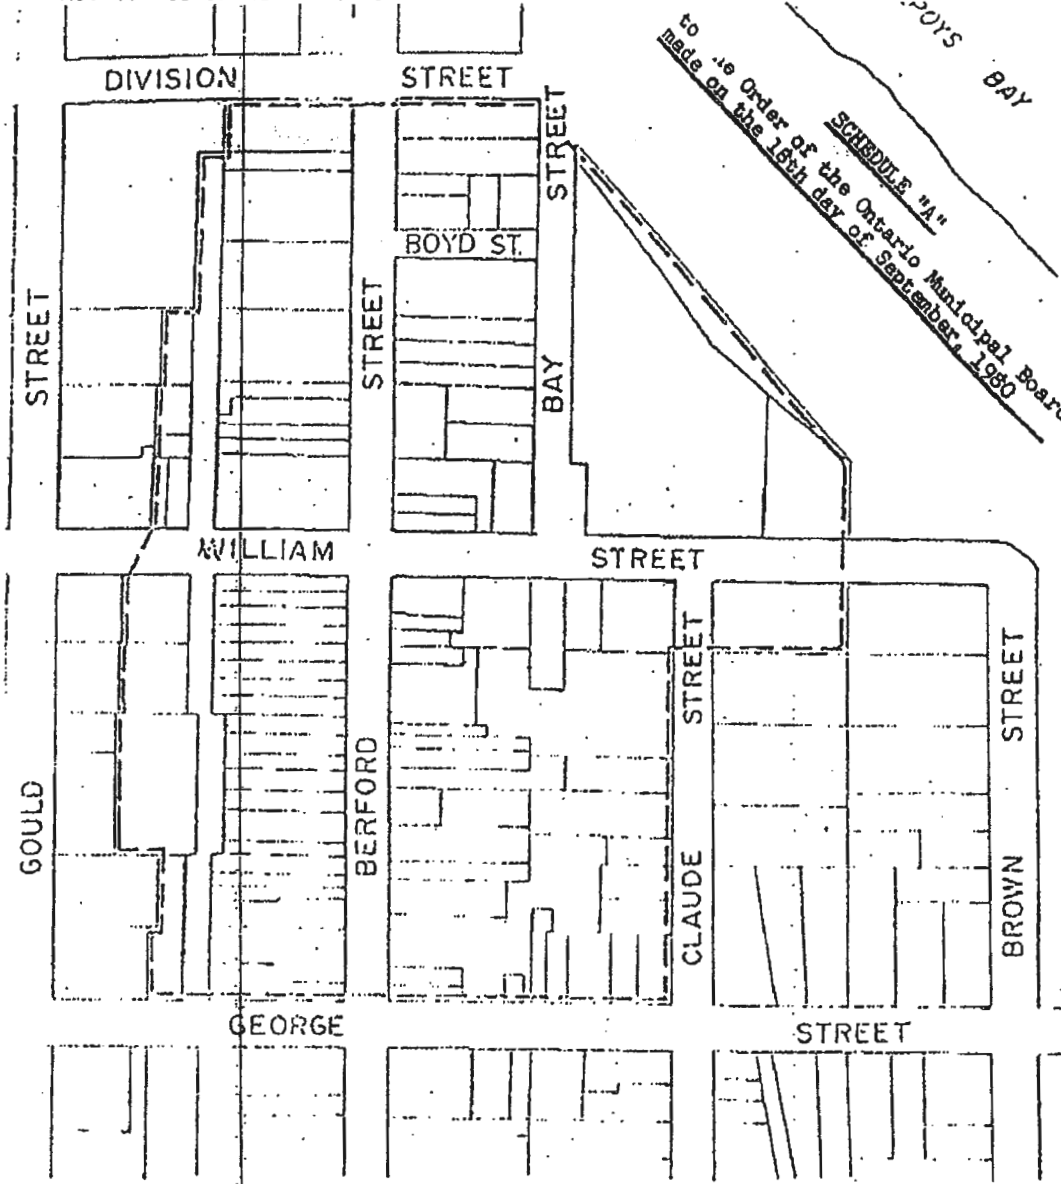 POYS
BAY
SCHEDULE "A"
to the Order of the Ontario Municipal Board
made on the 18th day of September, 1980
DIVISION STREET
STREET
BOYD ST.
STREET
STREET
BAY
WILLIAM STREET
STREET
STREET
GOULD
BERFORD
CLAUDE
BROWN
GEORGE STREET